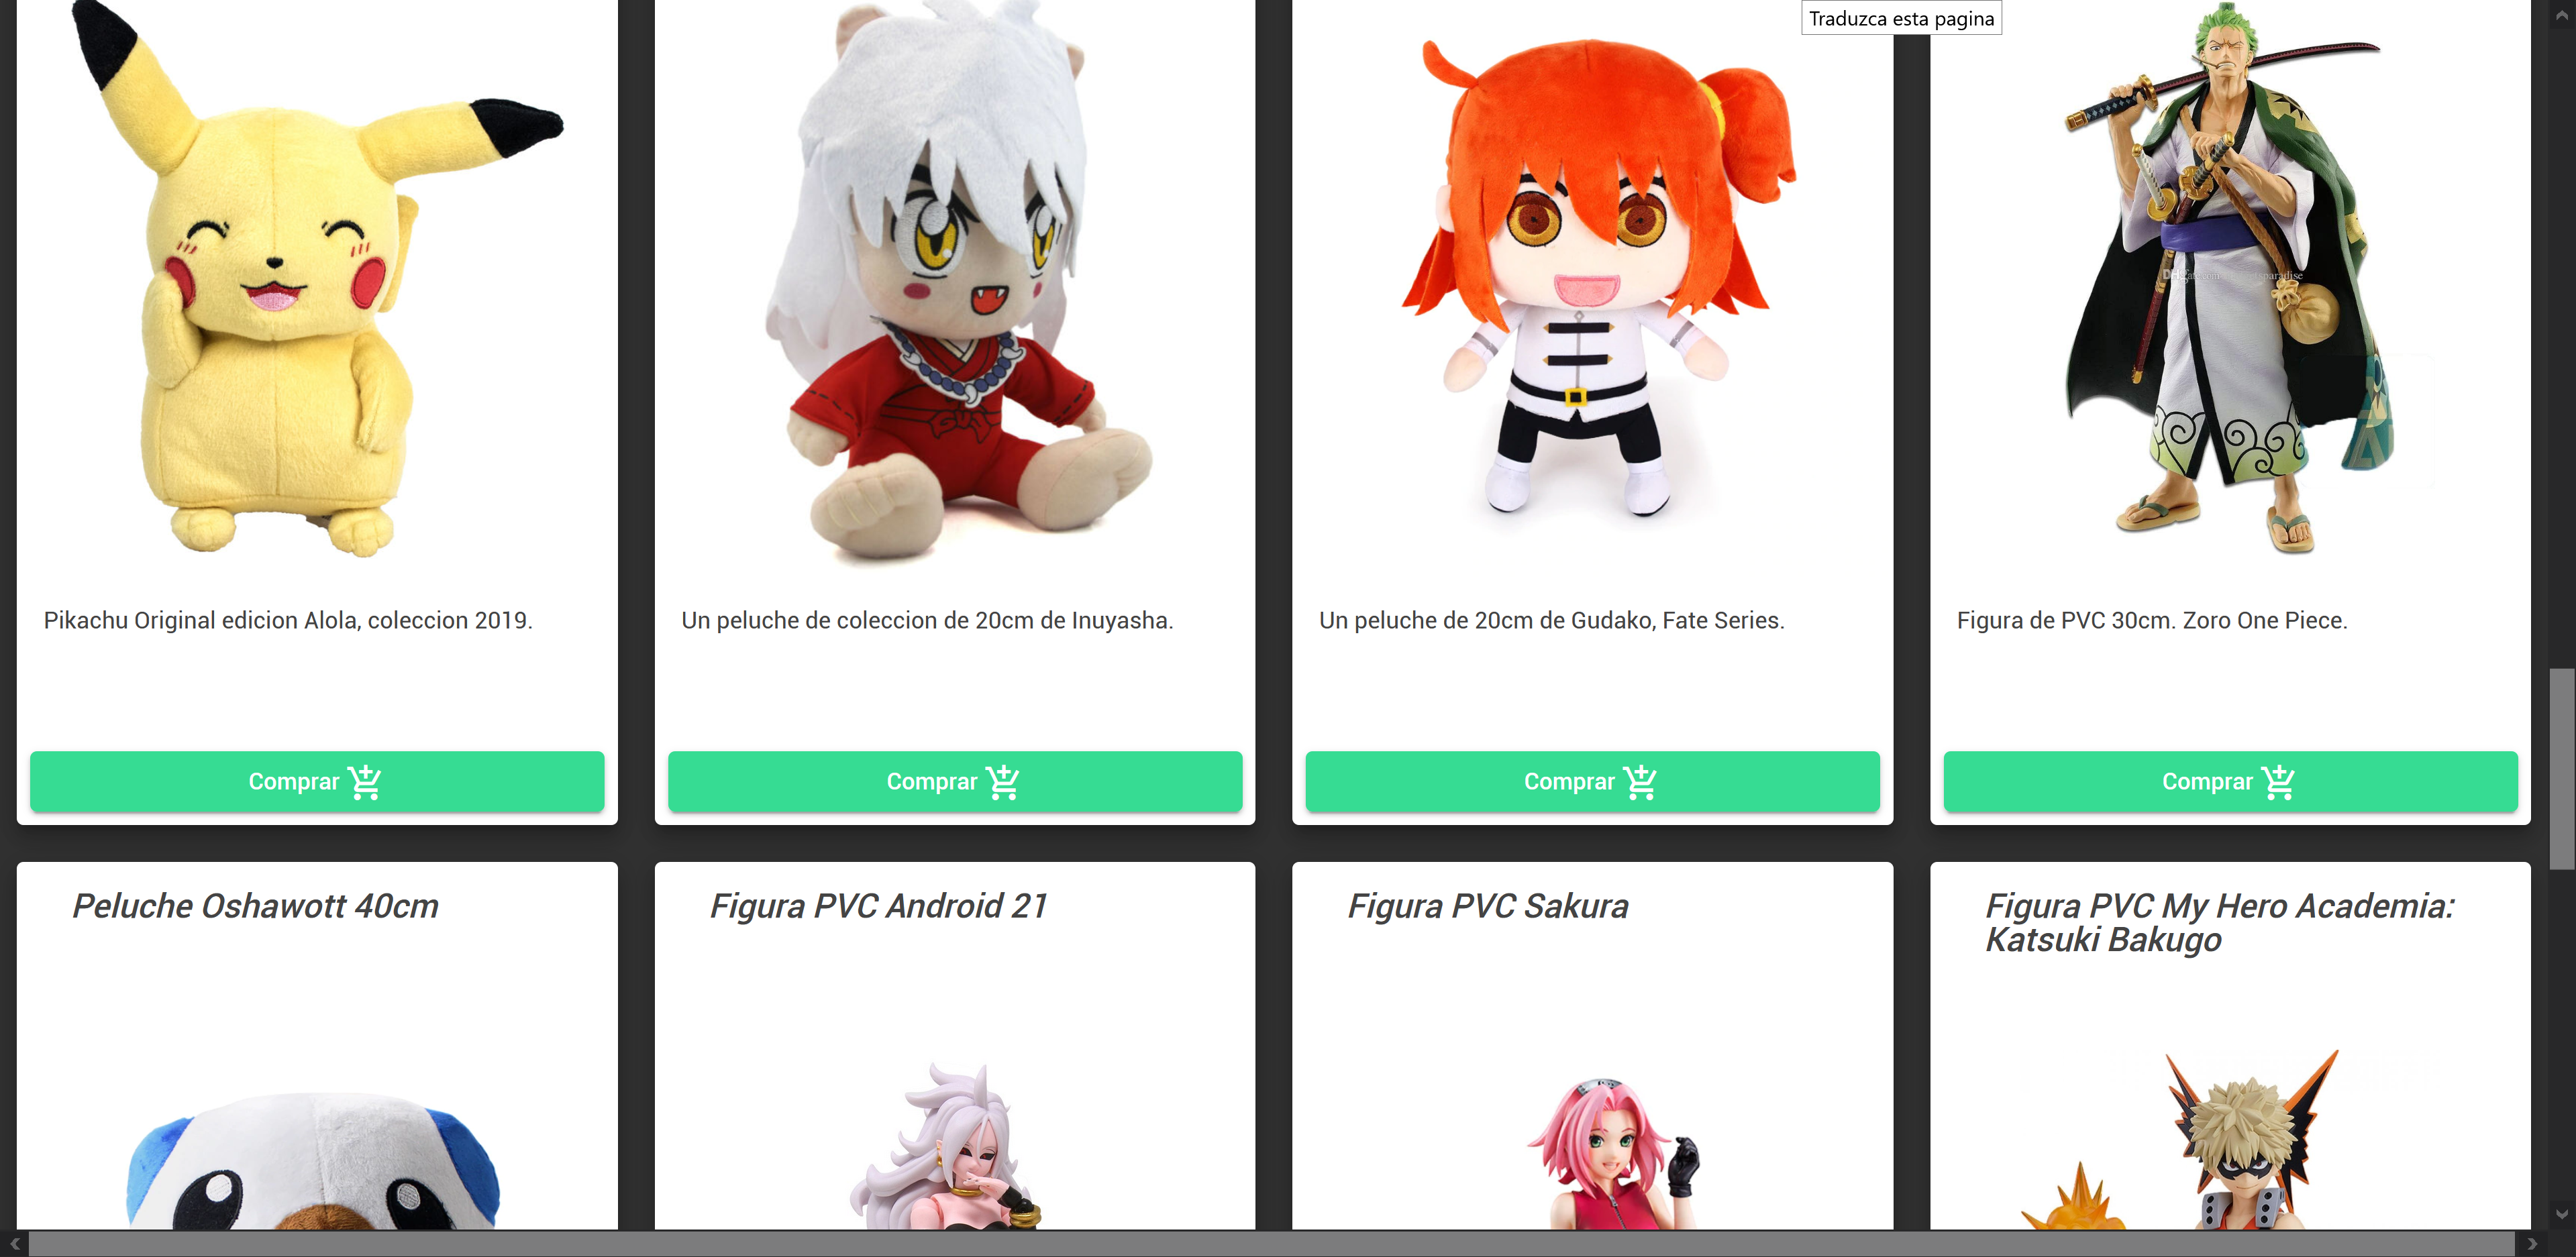 Traduzca esta pagina
Pikachu Original edicion Alola, coleccion 2019.
Un peluche de coleccion de 20cm de Inuyasha.
Un peluche de 20cm de Gudako, Fate Series.
Figura de PVC 30cm. Zoro One Piece.
Comprar
Comprar
Comprar
Comprar
Peluche Oshawott 40cm
Figura PVC Android 21
Figura PVC Sakura
Figura PVC My Hero Academia:
Katsuki Bakugo